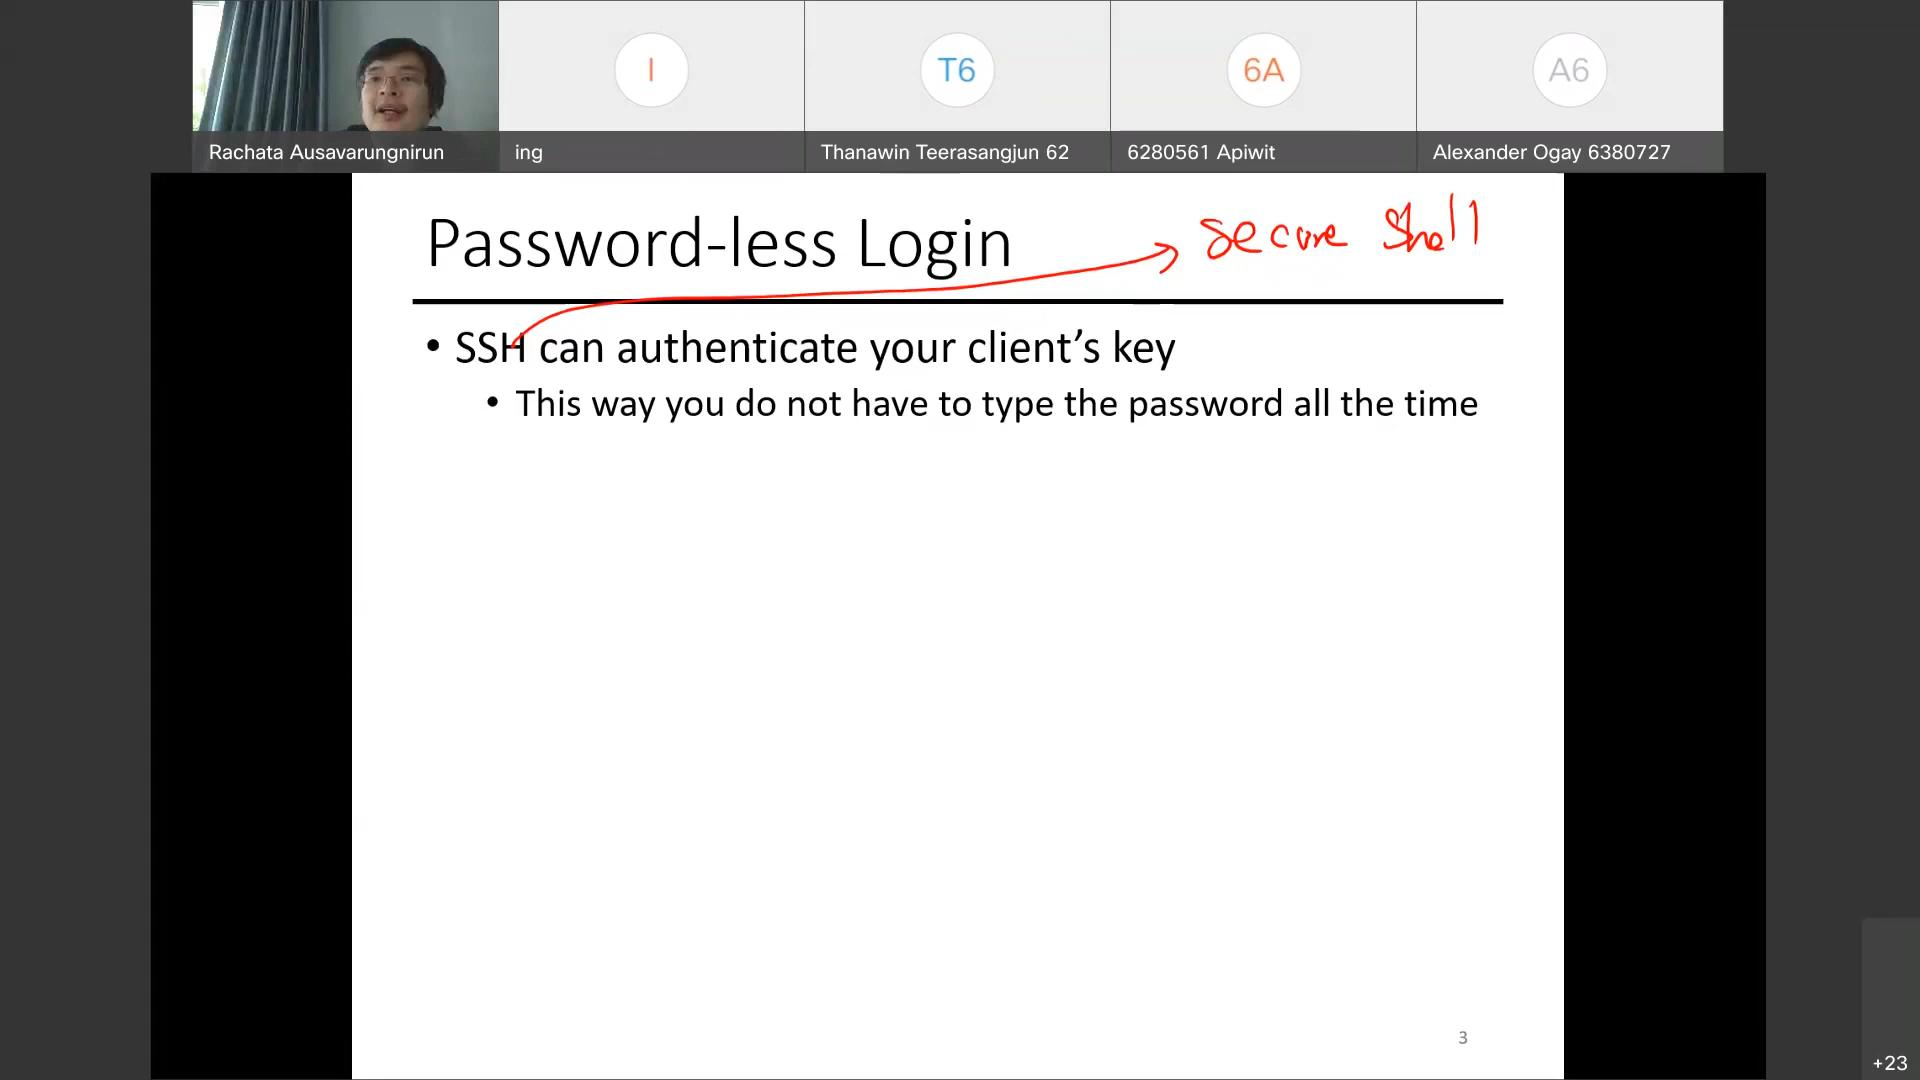 I
T6
6A
A6
Rachata Ausavarungnirun
ing
Thanawin Teerasangjun 62
6280561 Apiwit
Alexander Ogay 6380727
Password-less Login
secure shell
• SSH can authenticate your client’s key
• This way you do not have to type the password all the time
3
+23